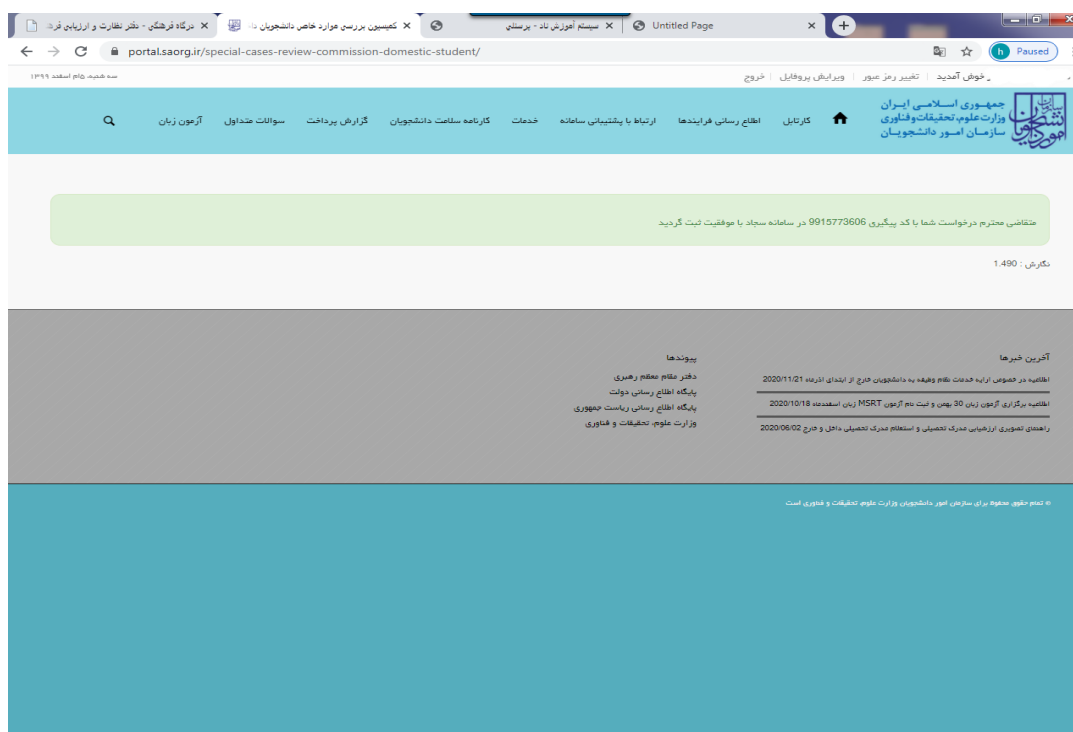 درگاه فرهنگی - دفتر نظارت و ارزیابی فره
کمیسیون بررسی موارد خاص دانشجویان دا
سیستم آموزش ناد - پرستلی
Untitled Page
portal.saorg.ir/special-cases-review-commission-domestic-student/
Paused
سه شنبه، ۵ام اسفند ۱۳۹۹
خوش آمدید | تغییر رمز عبور | ویرایش پروفایل | خروج
جمهوری اسلامی ایران
وزارت علوم، تحقیقات و فناوری
سازمان امور دانشجویان
سازمان امور دانشجویان
کارتابل اطلاع رسانی فرایندها ارتباط با پشتیبانی سامانه خدمات کارنامه سلامت دانشجویان گزارش پرداخت سوالات متداول آزمون زبان
متقاضی محترم درخواست شما با کد پیگیری 9915773606 در سامانه سجاد با موفقیت ثبت گردید
نگارش : 1.490
آخرین خبرها
اطلاعیه در خصوص ارایه خدمات نظام وظیفه به دانشجویان خارج از ابتدای اذرماه 2020/11/21
اطلاعیه برگزاری آزمون زبان 30 بهمن و ثبت نام آزمون MSRT زبان اسفندماه 2020/10/18
راهنمای تصویری ارزشیابی مدرک تحصیلی و استعلام مدرک تحصیلی داخل و خارج 2020/06/02
پیوندها
دفتر مقام معظم رهبری
پایگاه اطلاع رسانی دولت
پایگاه اطلاع رسانی ریاست جمهوری
وزارت علوم، تحقیقات و فناوری
© تمام حقوق محفوظ برای سازمان امور دانشجویان وزارت علوم، تحقیقات و فناوری است